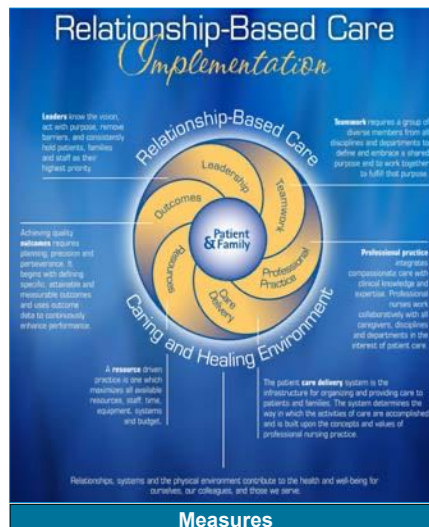 Relationship-Based Care
Implementation
Leaders know the vision,
act with purpose, remove
barriers, and consistently
hold patients, families
and staff as their
highest priority.
Teamwork requires a group of
diverse members from all
disciplines and departments to
define and embrace a shared
purpose and to work together
to fulfill that purpose.
Relationship-Based Care
Leadership
Teamwork
Outcomes
Patient
& Family
Resources
Professional
Practice
Care
Delivery
Caring and Healing Environment
Achieving quality
outcomes requires
planning, precision and
perseverance. It
begins with defining
specific, attainable and
measurable outcomes
and uses outcome
data to continuously
enhance performance.
Professional practice
integrates
compassionate care with
clinical knowledge and
expertise. Professional
nurses work
collaboratively with all
caregivers, disciplines
and departments in the
interest of patient care.
A resource driven
practice is one which
maximizes all available
resources, staff, time,
equipment, systems
and budget.
The patient care delivery system is the
infrastructure for organizing and providing care to
patients and families. The system determines the
way in which the activities of care are accomplished
and is built upon the concepts and values of
professional nursing practice.
Relationships, systems and the physical environment contribute to the health and well-being for
ourselves, our colleagues, and those we serve.
Measures